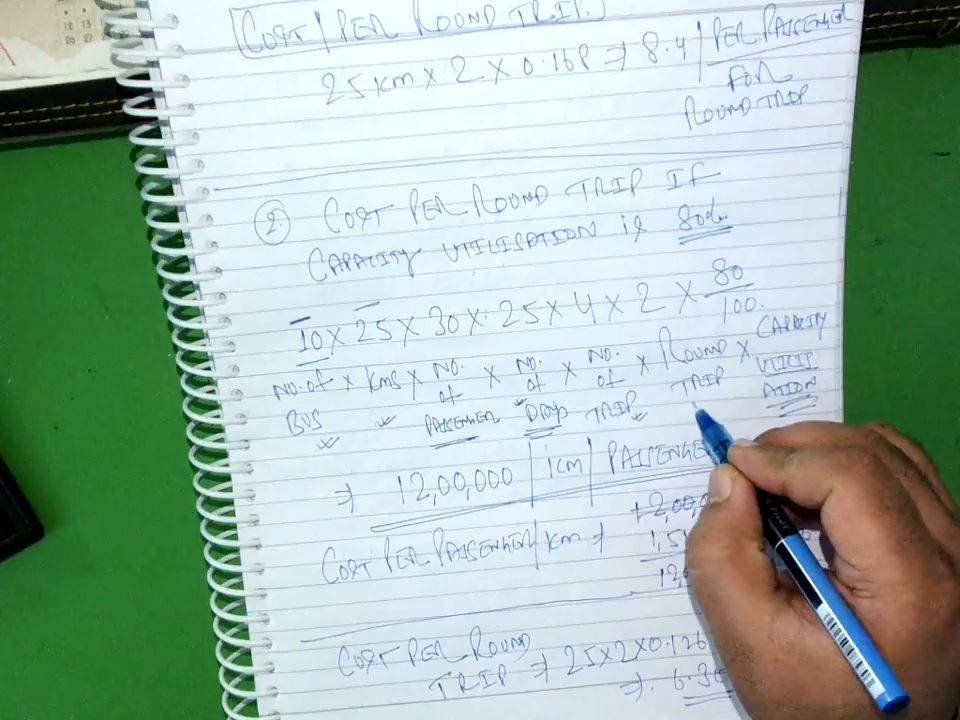 COST / PER ROUND TRIP.
25 km × 2 × 0.168 ⇒ 8.4 / PER PASSENGER
FOR
ROUND TRIP
2. COST PER ROUND TRIP IF
CAPACITY UTILISATION is 80%
10 × 25 × 30 × 25 × 4 × 2 × 80/100.
NO. of BUS × Kms × NO. of PASSENGER × NO. of Days × NO. of TRIP × ROUND TRIP × CAPACITY UTILISATION
⇒ 12,00,000 | km | PASSENGE
COST PER PASSENGER / km ⇒
COST PER ROUND
TRIP ⇒ 25×2×0.126
⇒